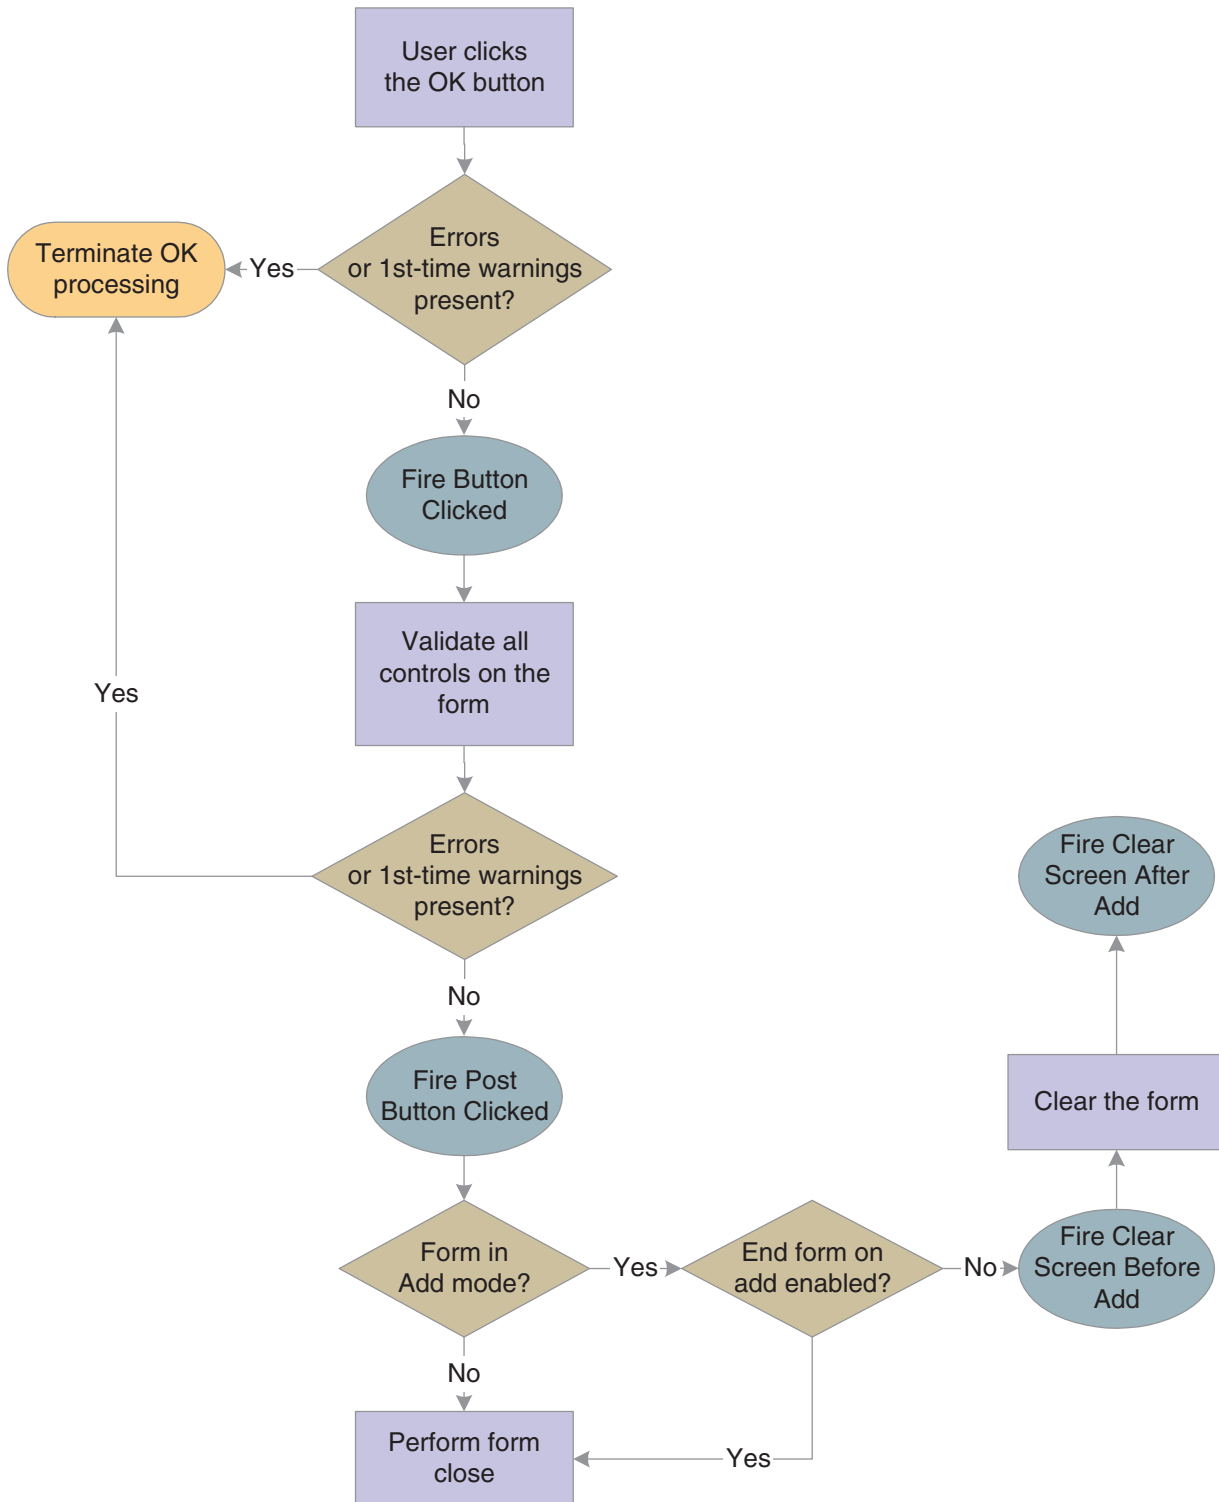 User clicks
the OK button
Errors
or 1st-time warnings
present?
Yes
Terminate OK
processing
No
Fire Button
Clicked
Validate all
controls on the
form
Yes
Errors
or 1st-time warnings
present?
No
Fire Post
Button Clicked
Form in
Add mode?
Yes
End form on
add enabled?
No
Fire Clear
Screen Before
Add
Clear the form
Fire Clear
Screen After
Add
No
Yes
Perform form
close